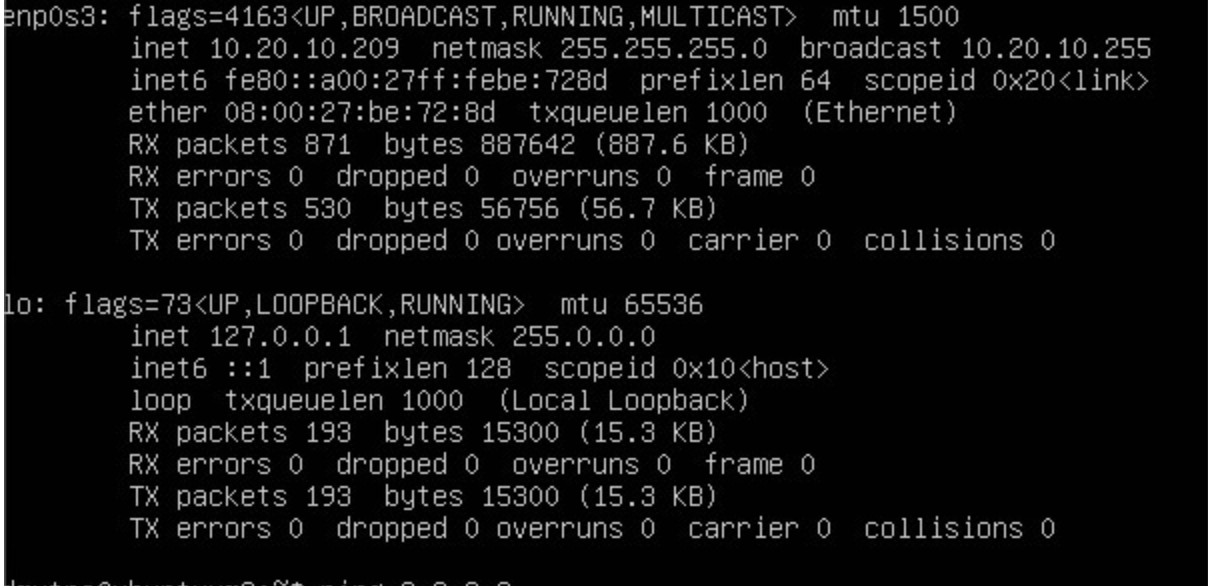 enp0s3: flags=4163<UP,BROADCAST,RUNNING,MULTICAST>  mtu 1500
        inet 10.20.10.209  netmask 255.255.255.0  broadcast 10.20.10.255
        inet6 fe80::a00:27ff:febe:728d  prefixlen 64  scopeid 0x20<link>
        ether 08:00:27:be:72:8d  txqueuelen 1000  (Ethernet)
        RX packets 871  bytes 887642 (887.6 KB)
        RX errors 0  dropped 0  overruns 0  frame 0
        TX packets 530  bytes 56756 (56.7 KB)
        TX errors 0  dropped 0 overruns 0  carrier 0  collisions 0

lo: flags=73<UP,LOOPBACK,RUNNING>  mtu 65536
        inet 127.0.0.1  netmask 255.0.0.0
        inet6 ::1  prefixlen 128  scopeid 0x10<host>
        loop  txqueuelen 1000  (Local Loopback)
        RX packets 193  bytes 15300 (15.3 KB)
        RX errors 0  dropped 0  overruns 0  frame 0
        TX packets 193  bytes 15300 (15.3 KB)
        TX errors 0  dropped 0 overruns 0  carrier 0  collisions 0